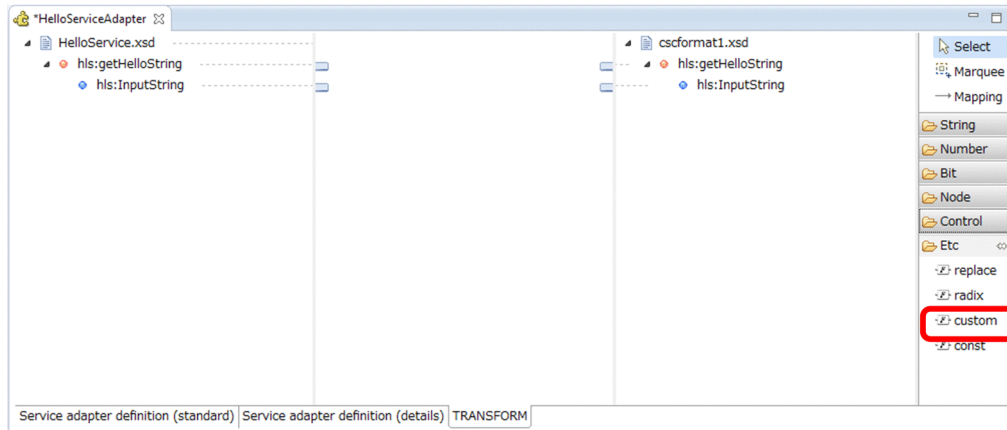 *HelloServiceAdapter
HelloService.xsd
hls:getHelloString
hls:InputString
cscformat1.xsd
hls:getHelloString
hls:InputString
Select
Marquee
Mapping
String
Number
Bit
Node
Control
Etc
replace
radix
custom
const
Service adapter definition (standard) Service adapter definition (details) TRANSFORM